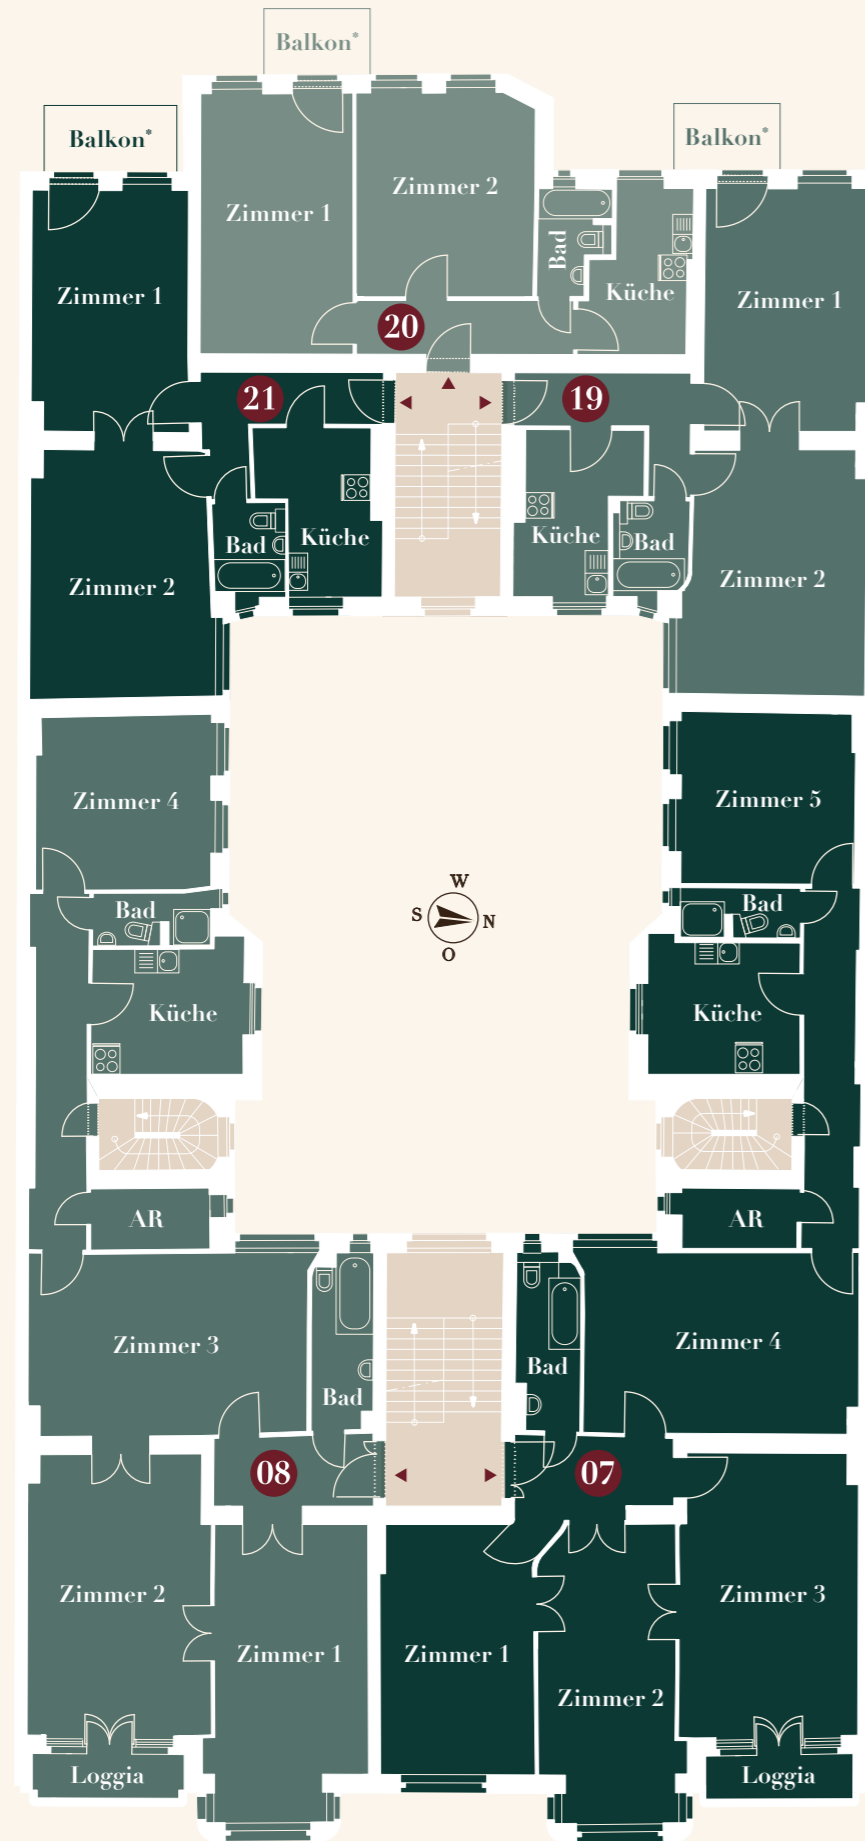 Balkon*
Balkon*
Balkon*
Zimmer 1
Zimmer 2
Bad
Küche
Zimmer 1
Zimmer 1
20
21
19
Zimmer 2
Bad
Küche
Küche
Bad
Zimmer 2
Zimmer 4
Zimmer 5
Bad
Bad
W
S
N
O
Küche
Küche
AR
AR
Zimmer 3
Bad
Bad
Zimmer 4
08
07
Zimmer 2
Zimmer 1
Zimmer 1
Zimmer 2
Zimmer 3
Loggia
Loggia